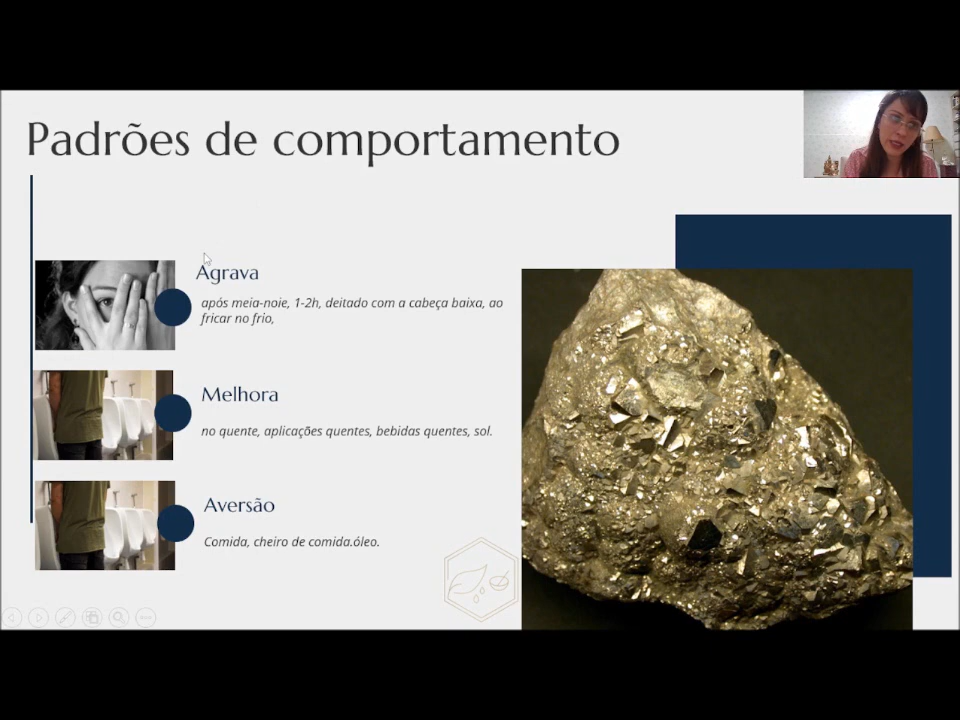 Padrões de comportamento
Agrava
após meia-noie, 1-2h, deitado com a cabeça baixa, ao
fricar no frio,
Melhora
no quente, aplicações quentes, bebidas quentes, sol.
Aversão
Comida, cheiro de comida.óleo.